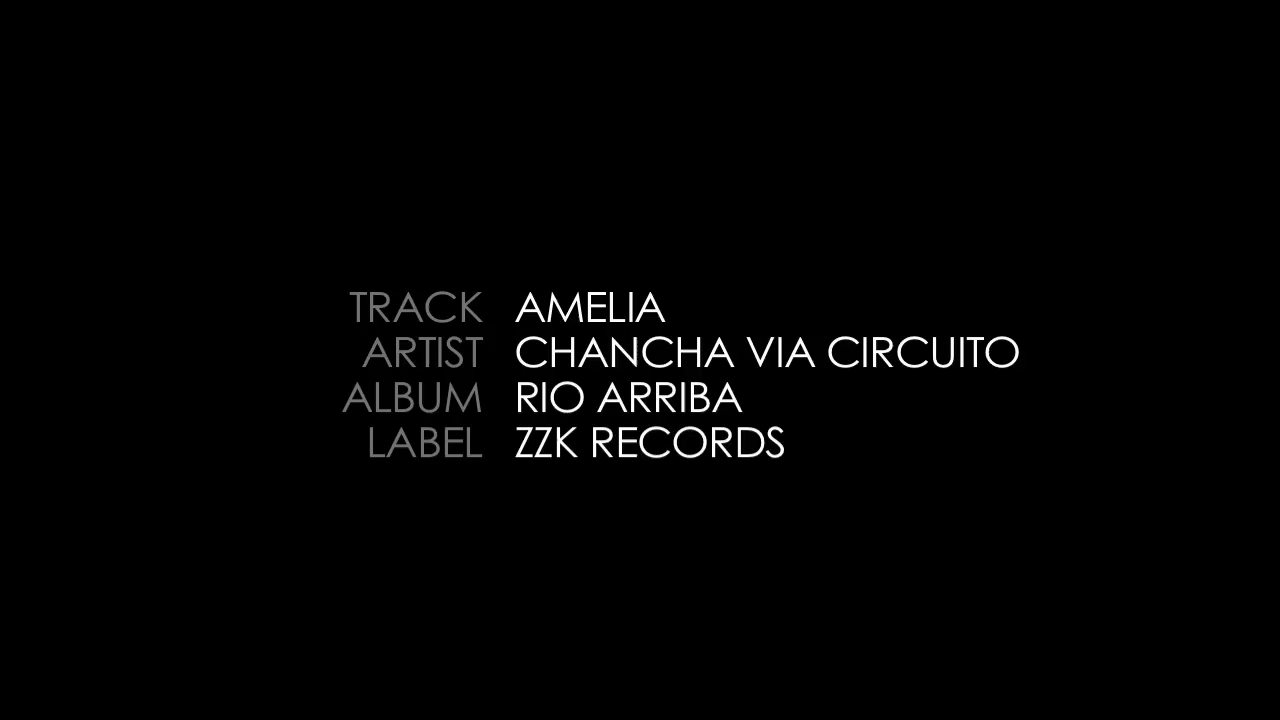 TRACK AMELIA
ARTIST CHANCHA VIA CIRCUITO
ALBUM RIO ARRIBA
LABEL ZZK RECORDS